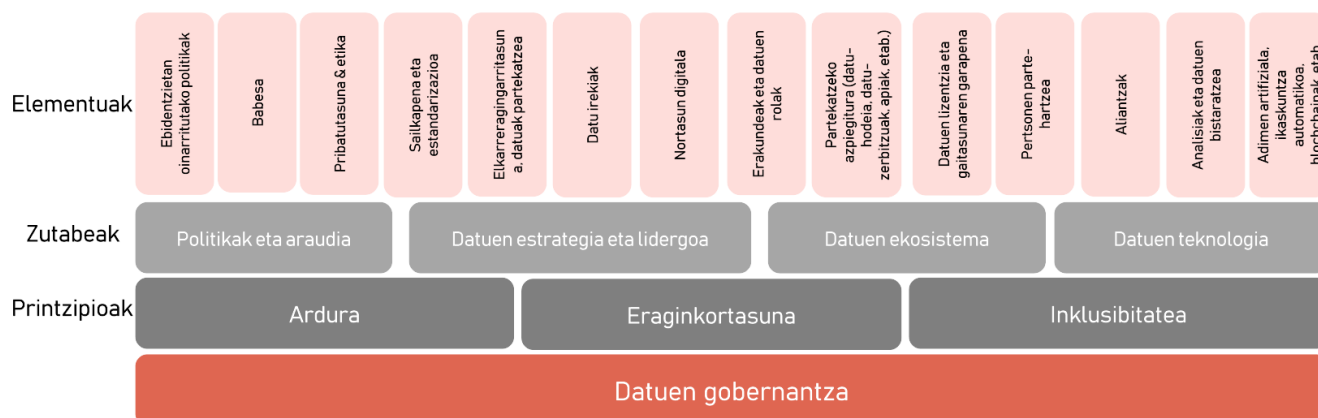 Elementuak
Ebidentzietan
oinarritutako politikak
Babesa
Pribatutasuna & etika
Sailkapena eta
estandarizazioa
Elkarreragingarritasun
a, datuak partekatzea
Datu irekiak
Nortasun digitala
Erakundeak eta datuen
rolak
Partekatzeko
azpiegitura (datu-
hodeia, datu-
zerbitzuak, apiak, etab.)
Datuen lizentzia eta
gaitasunaren garapena
Pertsonen parte-
hartzea
Aliantzak
Analisiak eta datuen
bistaratzea
Adimen artifiziala,
ikaskuntza
automatikoa,
blochchainak, etab.
Zutabeak
Politikak eta araudia
Datuen estrategia eta lidergoa
Datuen ekosistema
Datuen teknologia
Printzipioak
Ardura
Eraginkortasuna
Inklusibitatea
Datuen gobernantza